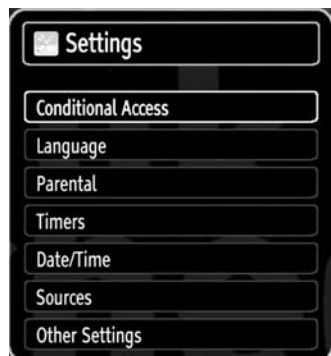 Settings
Conditional Access
Language
Parental
Timers
Date/Time
Sources
Other Settings